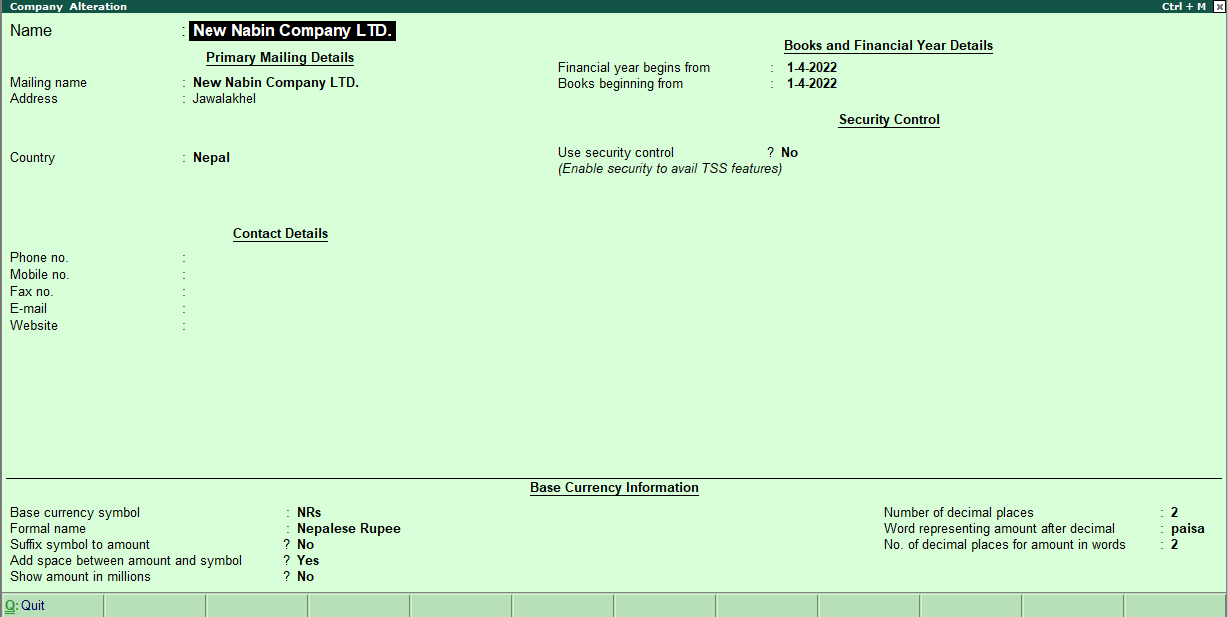 Company Alteration Ctrl + M
Name : New Nabin Company LTD.
Primary Mailing Details
Mailing name : New Nabin Company LTD.
Address : Jawalakhel
Country : Nepal
Books and Financial Year Details
Financial year begins from : 1-4-2022
Books beginning from : 1-4-2022
Security Control
Use security control ? No
(Enable security to avail TSS features)
Contact Details
Phone no. :
Mobile no. :
Fax no. :
E-mail :
Website :
Base Currency Information
Base currency symbol : NRs
Formal name : Nepalese Rupee
Suffix symbol to amount ? No
Add space between amount and symbol ? Yes
Show amount in millions ? No
Number of decimal places : 2
Word representing amount after decimal : paisa
No. of decimal places for amount in words : 2
Q: Quit